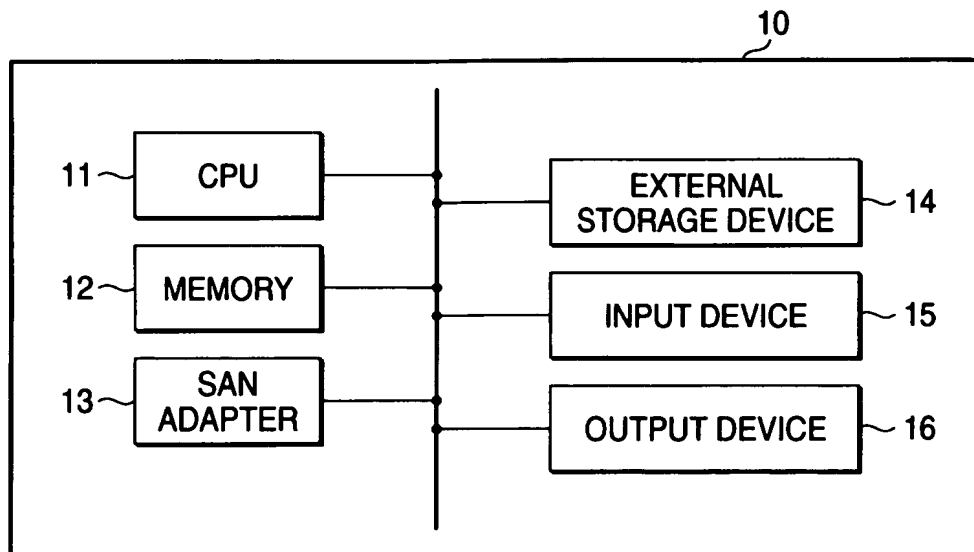 10
11
CPU
12
MEMORY
13
SAN
ADAPTER
EXTERNAL
STORAGE DEVICE
14
INPUT DEVICE
15
OUTPUT DEVICE
16